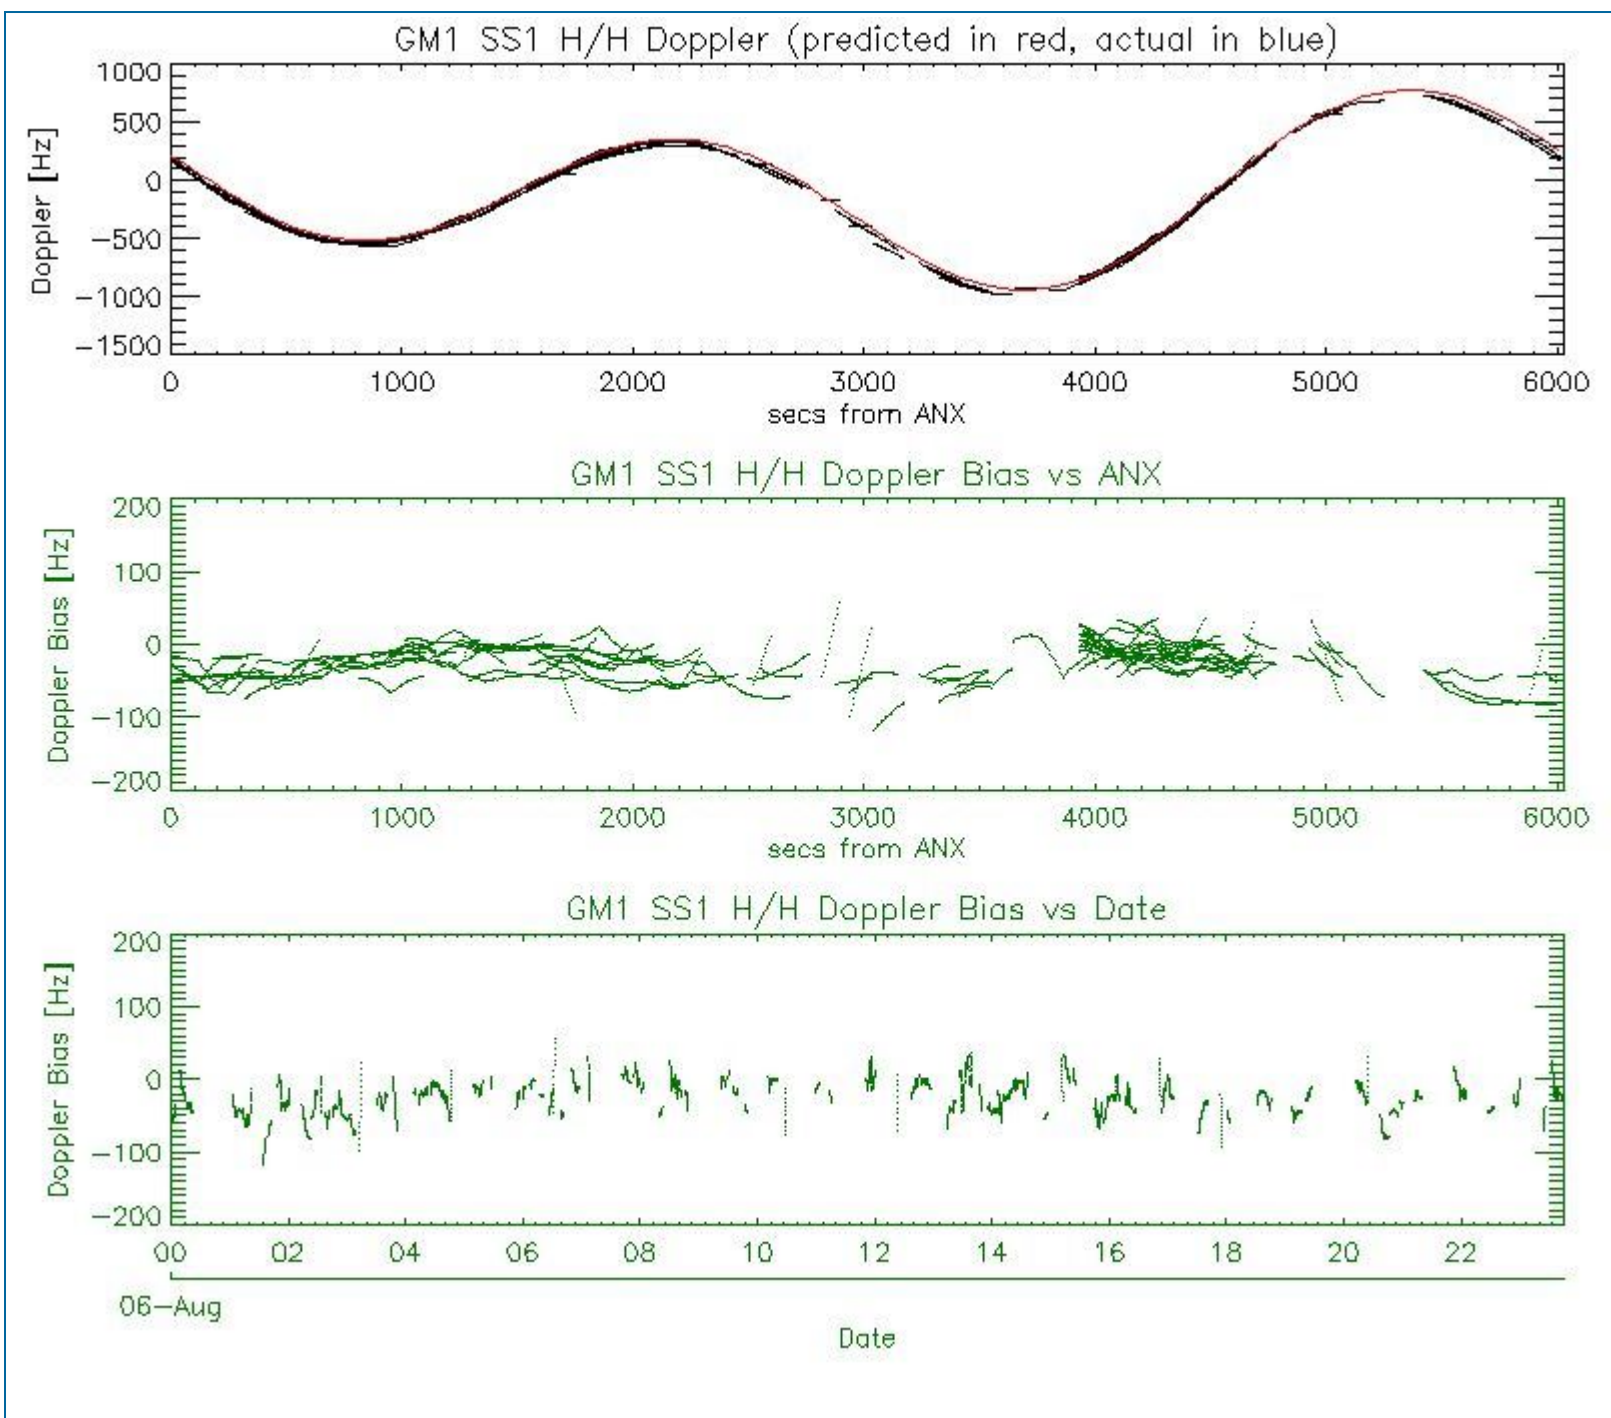 GM1 SS1 H/H Doppler (predicted in red, actual in blue)
Doppler [Hz]
1000
500
0
-500
-1000
-1500
0 1000 2000 3000 4000 5000 6000
secs from ANX
GM1 SS1 H/H Doppler Bias vs ANX
Doppler Bias [Hz]
200
100
0
-100
-200
0 1000 2000 3000 4000 5000 6000
secs from ANX
GM1 SS1 H/H Doppler Bias vs Date
Doppler Bias [Hz]
200
100
0
-100
-200
00 02 04 06 08 10 12 14 16 18 20 22
06-Aug
Date